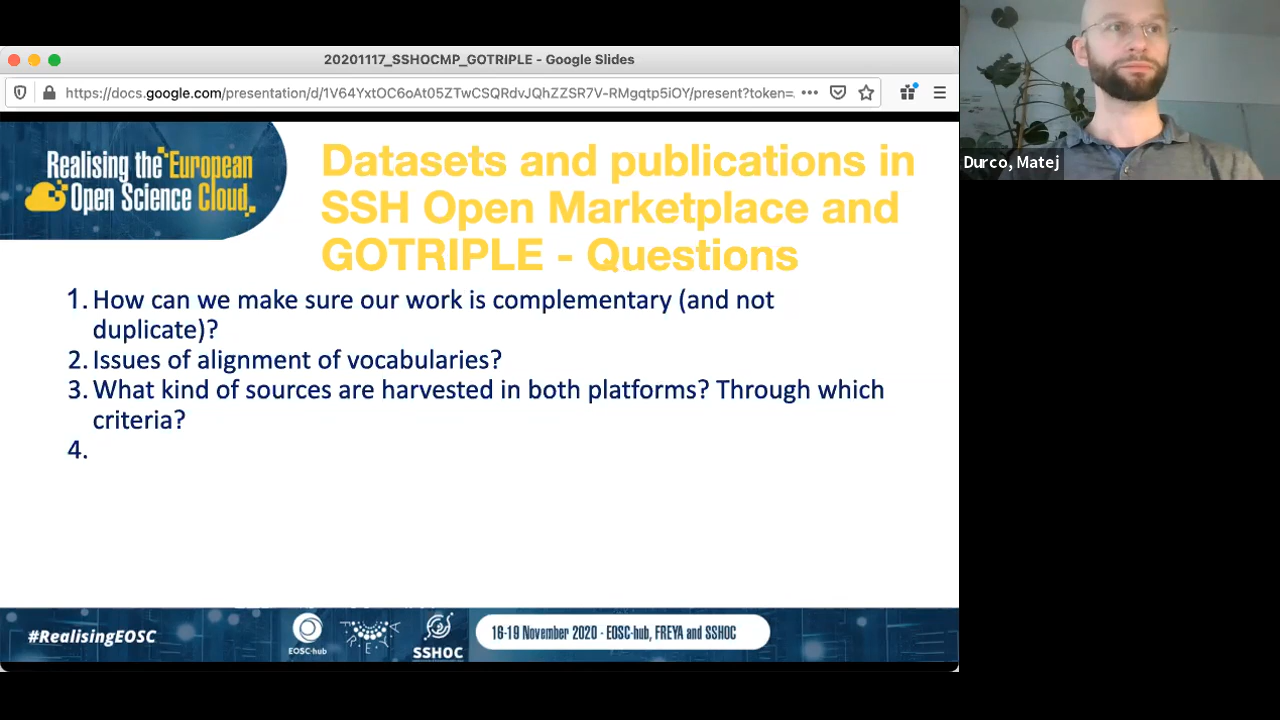 20201117_SSHOCMP_GOTRIPLE - Google Slides
https://docs.google.com/presentation/d/1V64YxtOC6oAt05ZTwCSQRdvJQhZZSR7V-RMgqtp5iOY/present?token=
Durco, Matej
Realising the European
Open Science Cloud
Datasets and publications in
SSH Open Marketplace and
GOTRIPLE - Questions
1. How can we make sure our work is complementary (and not
duplicate)?
2. Issues of alignment of vocabularies?
3. What kind of sources are harvested in both platforms? Through which
criteria?
4.
#RealisingEOSC
EOSC-hub
FREYA
SSHOC
16-19 November 2020 - EOSC-hub, FREYA and SSHOC